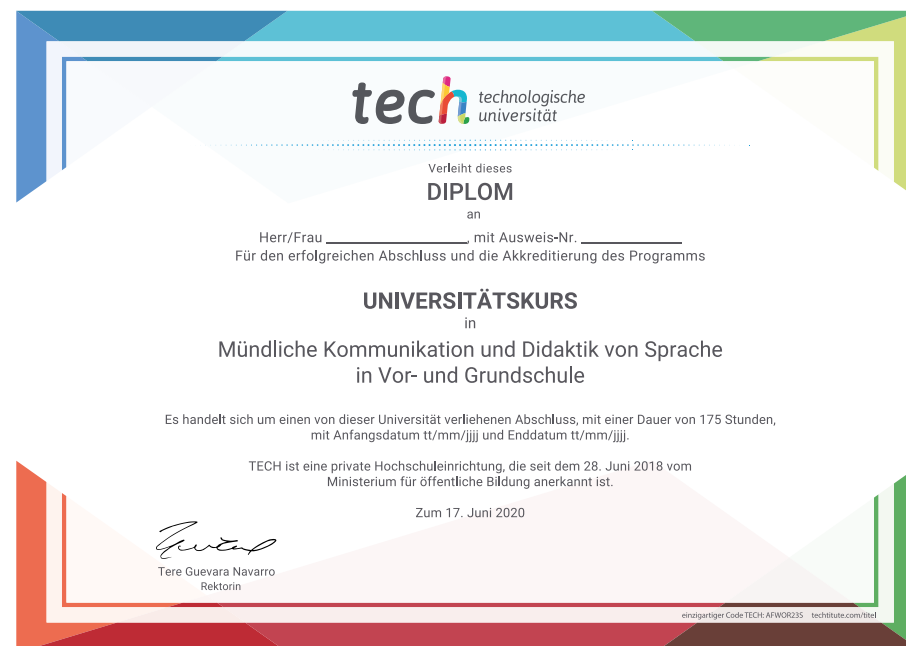 tech technologische
universität
Verleiht dieses
DIPLOM
an
Herr/Frau ____________________, mit Ausweis-Nr. ______________
Für den erfolgreichen Abschluss und die Akkreditierung des Programms
UNIVERSITÄTSKURS
in
Mündliche Kommunikation und Didaktik von Sprache
in Vor- und Grundschule
Es handelt sich um einen von dieser Universität verliehenen Abschluss, mit einer Dauer von 175 Stunden,
mit Anfangsdatum tt/mm/jjjj und Enddatum tt/mm/jjjj.
TECH ist eine private Hochschuleinrichtung, die seit dem 28. Juni 2018 vom
Ministerium für öffentliche Bildung anerkannt ist.
Zum 17. Juni 2020
Tere Guevara Navarro
Rektorin
einzigartiger Code TECH: AFWOR23S techtitute.com/titel